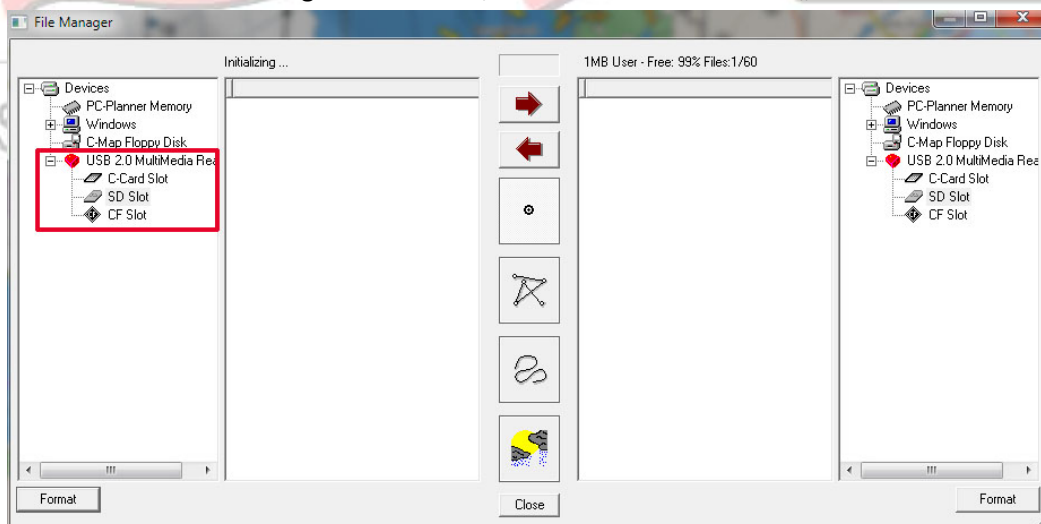 File Manager
Initializing ...
1MB User - Free: 99% Files:1/60
Devices
PC-Planner Memory
Windows
C-Map Floppy Disk
USB 2.0 MultiMedia Rea
C-Card Slot
SD Slot
CF Slot
Devices
PC-Planner Memory
Windows
C-Map Floppy Disk
USB 2.0 MultiMedia Rea
C-Card Slot
SD Slot
CF Slot
Format
Close
Format